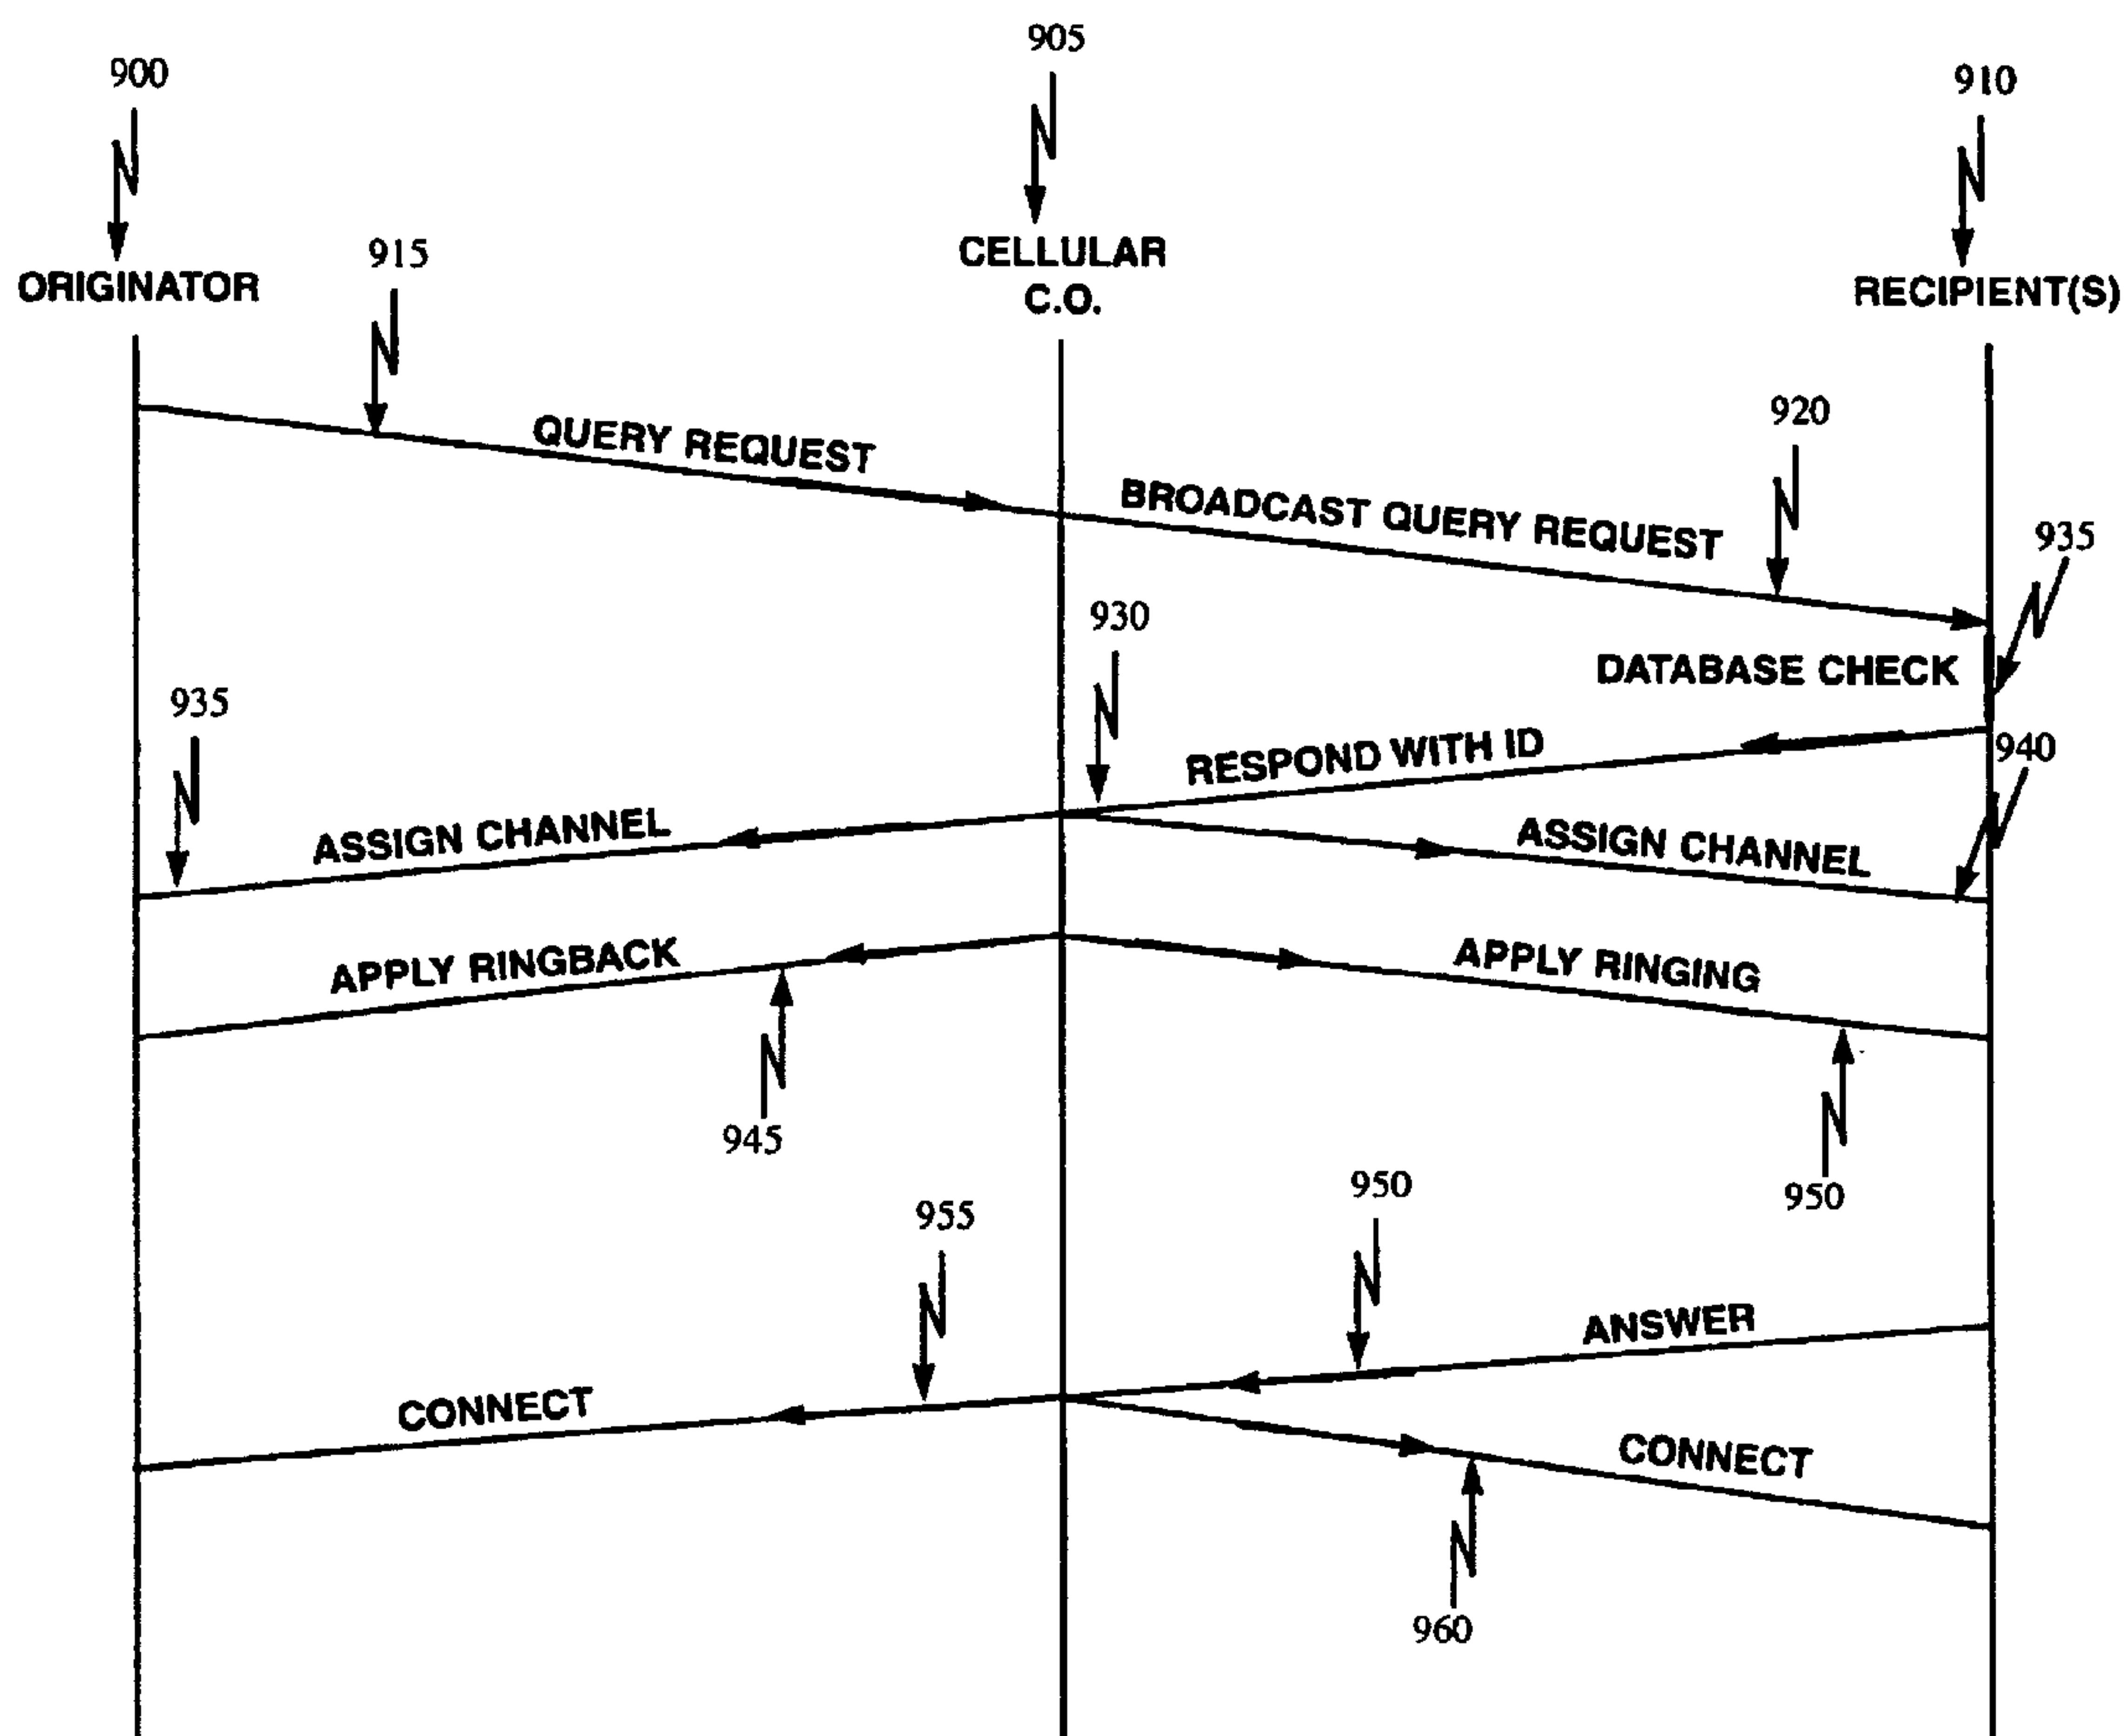 905
900
910
CELLULAR
C.O.
915
ORIGINATOR
RECIPIENT(S)
920
QUERY REQUEST
BROADCAST QUERY REQUEST
935
930
DATABASE CHECK
935
RESPOND WITH ID
940
ASSIGN CHANNEL
ASSIGN CHANNEL
APPLY RINGBACK
APPLY RINGING
945
950
950
955
ANSWER
CONNECT
CONNECT
960